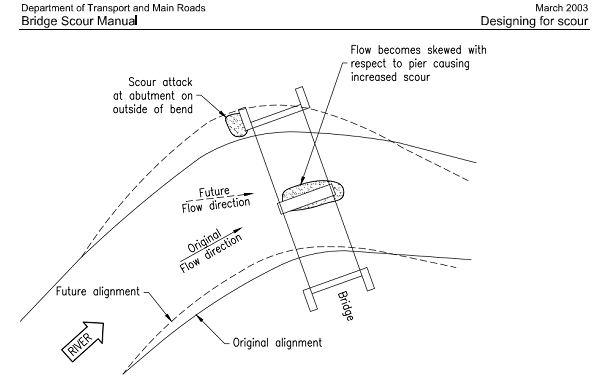 Department of Transport and Main Roads
March 2003
Bridge Scour Manual
Designing for scour
Flow becomes skewed with
respect to pier causing
increased scour
Scour attack
at abutment on
outside of bend
Future
Flow direction
Original
Flow direction
Future alignment
Bridge
RIVER
Original alignment